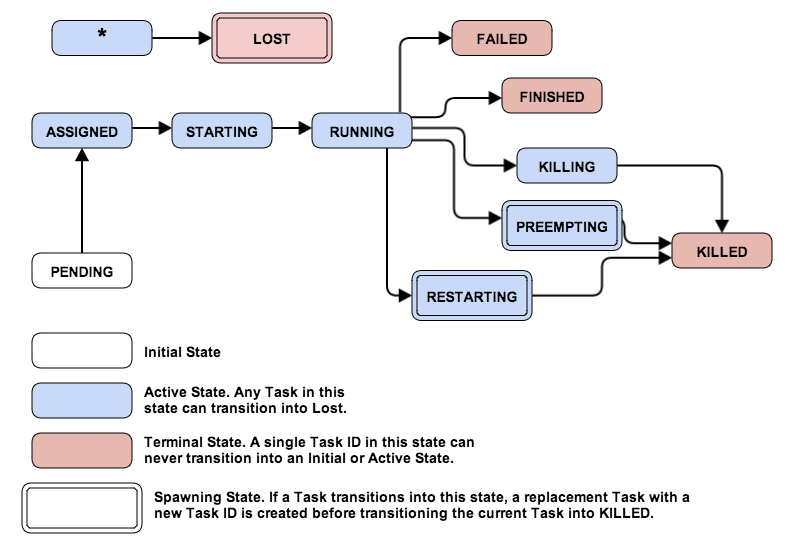 *
LOST
FAILED
FINISHED
ASSIGNED
STARTING
RUNNING
KILLING
PREEMPTING
KILLED
PENDING
RESTARTING
Initial State
Active State. Any Task in this
state can transition into Lost.
Terminal State. A single Task ID in this state can
never transition into an Initial or Active State.
Spawning State. If a Task transitions into this state, a replacement Task with a
new Task ID is created before transitioning the current Task into KILLED.